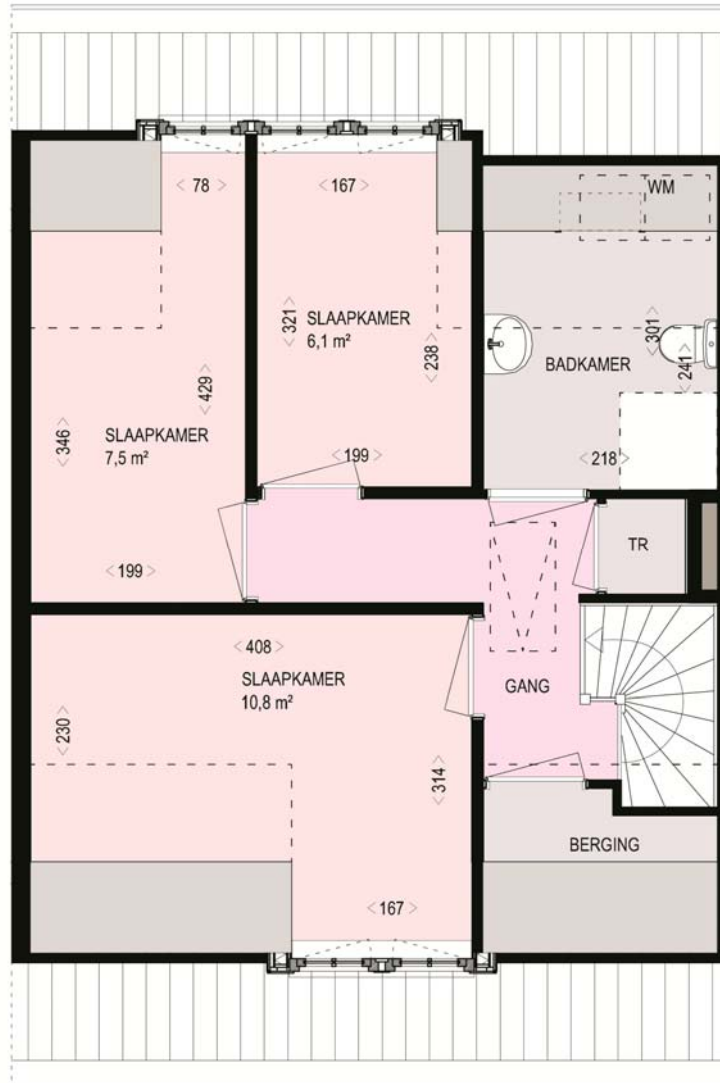 < 78 >
< 167 >
WM
< 321 >
SLAAPKAMER
6,1 m²
< 238 >
< 301 >
< 241 >
BADKAMER
< 429 >
< 346 >
SLAAPKAMER
7,5 m²
< 199 >
< 218 >
< 199 >
TR
< 408 >
SLAAPKAMER
10,8 m²
GANG
< 230 >
< 314 >
BERGING
< 167 >